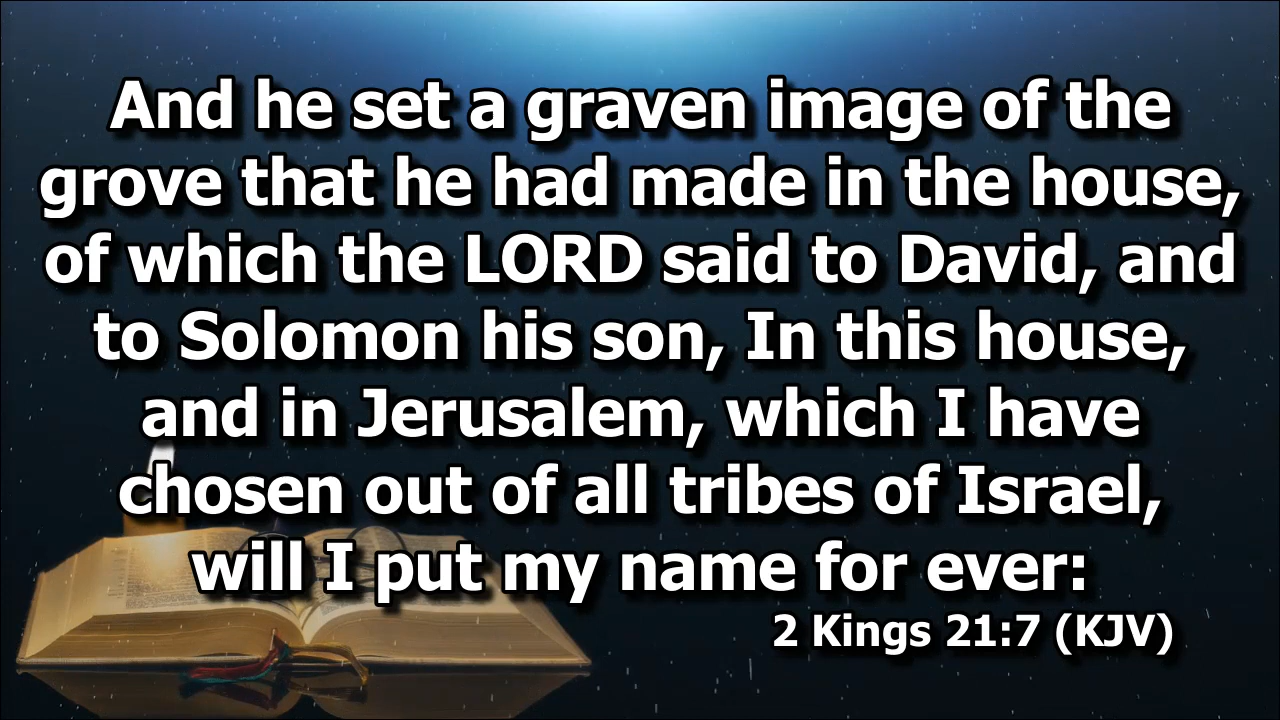 And he set a graven image of the
grove that he had made in the house,
of which the LORD said to David, and
to Solomon his son, In this house,
and in Jerusalem, which I have
chosen out of all tribes of Israel,
will I put my name for ever:
2 Kings 21:7 (KJV)